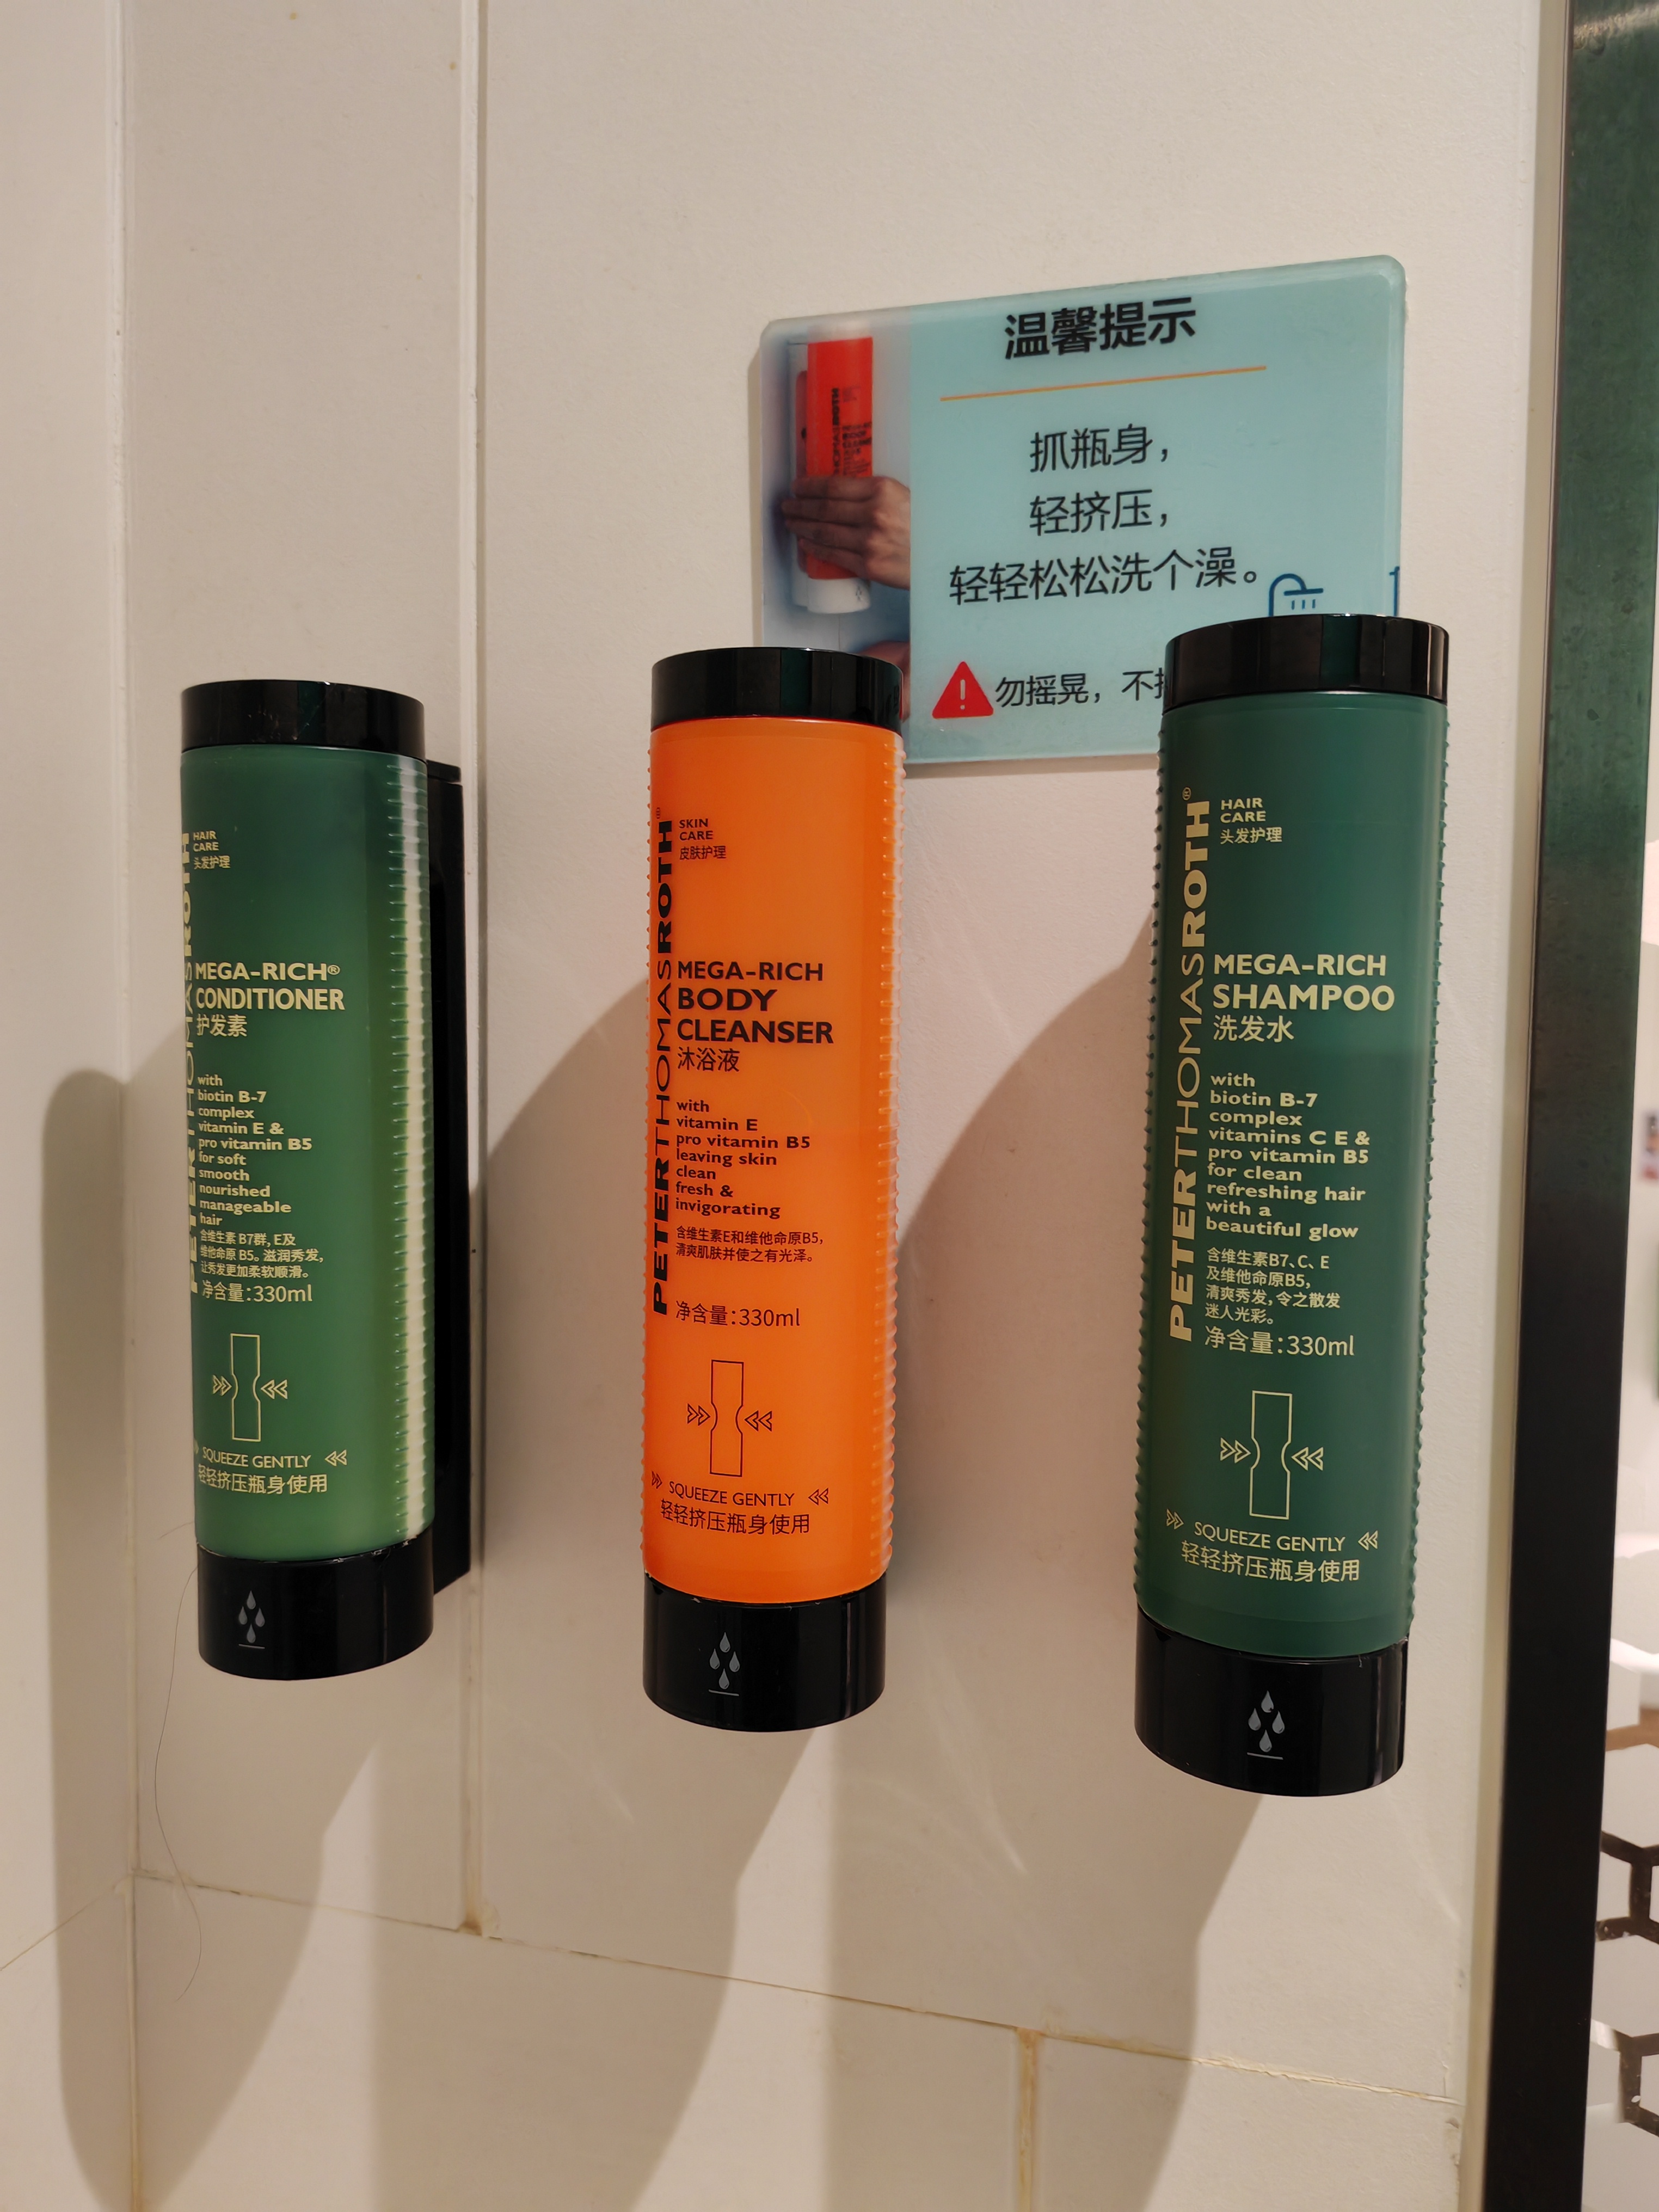 温馨提示
抓瓶身，
轻挤压，
轻轻松松洗个澡。
勿摇晃，不
HAIR
CARE
头发护理
MEGA-RICH®
CONDITIONER
护发素
with
biotin B-7
complex
vitamin E &
pro vitamin B5
for soft
smooth
nourished
manageable
hair
含维生素 B7群，E及
维他命原 B5。滋润秀发，
让秀发更加柔软顺滑。
净含量：330ml
SQUEEZE GENTLY
轻轻挤压瓶身使用
PETERTHOMASROTH®
SKIN
CARE
皮肤护理
MEGA-RICH
BODY
CLEANSER
沐浴液
with
vitamin E
pro vitamin B5
leaving skin
clean
fresh &
invigorating
含维生素E和维他命原B5，
清爽肌肤并使之有光泽。
净含量：330ml
SQUEEZE GENTLY
轻轻挤压瓶身使用
PETERTHOMASROTH®
HAIR
CARE
头发护理
MEGA-RICH
SHAMPOO
洗发水
with
biotin B-7
complex
vitamins C E &
pro vitamin B5
for clean
refreshing hair
with a
beautiful glow
含维生素B7、C、E
及维他命原B5，
清爽秀发，令之散发
迷人光彩。
净含量：330ml
SQUEEZE GENTLY
轻轻挤压瓶身使用